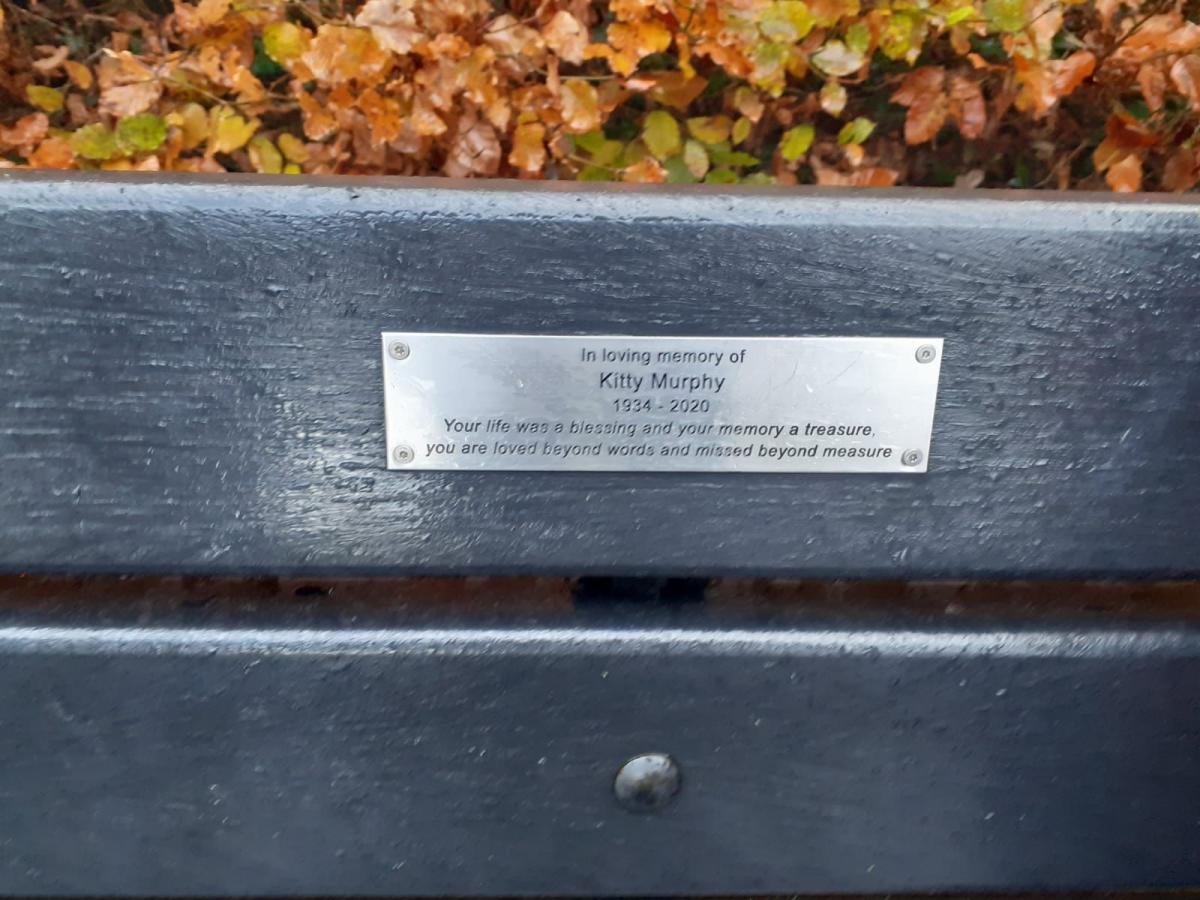 In loving memory of
Kitty Murphy
1934 - 2020
Your life was a blessing and your memory a treasure,
you are loved beyond words and missed beyond measure